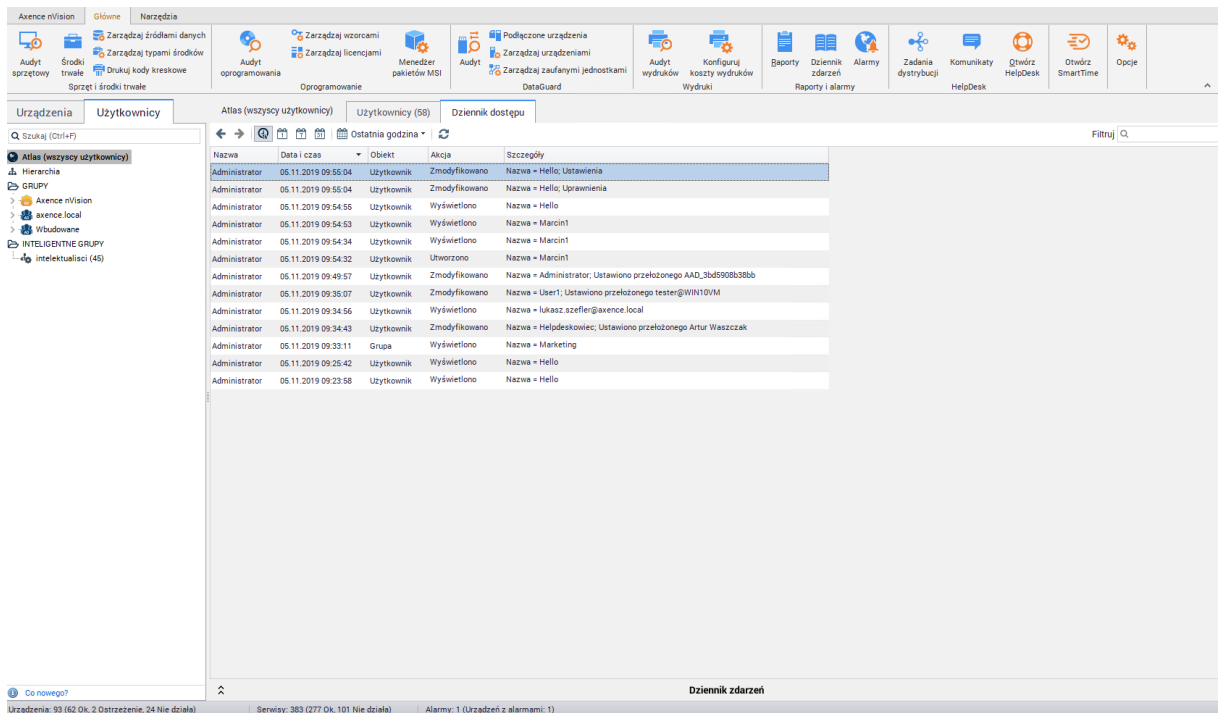 Axence nVision Główne Narzędzia
Audyt sprzętowy
Środki trwałe
Zarządzaj źródłami danych
Zarządzaj typami środków
Drukuj kody kreskowe
Sprzęt i środki trwałe
Audyt oprogramowania
Zarządzaj wzorcami
Zarządzaj licencjami
Menedżer pakietów MSI
Oprogramowanie
Audyt
Podłączone urządzenia
Zarządzaj urządzeniami
Zarządzaj zaufanymi jednostkami
DataGuard
Audyt wydruków
Konfiguruj koszty wydruków
Wydruki
Raporty
Dziennik zdarzeń
Alarmy
Raporty i alarmy
Zadania dystrybucji
Komunikaty
Otwórz HelpDesk
HelpDesk
Otwórz SmartTime
Opcje
Urządzenia Użytkownicy
Szukaj (Ctrl+F)
Atlas (wszyscy użytkownicy)
Hierarchia
GRUPY
Axence nVision
axence.local
Wbudowane
INTELIGENTNE GRUPY
intelektualisci (45)
Co nowego?
Atlas (wszyscy użytkownicy) Użytkownicy (58) Dziennik dostępu
Ostatnia godzina Filtruj
Nazwa Data i czas Obiekt Akcja Szczegóły
Administrator 05.11.2019 09:55:04 Użytkownik Zmodyfikowano Nazwa = Hello; Ustawienia
Administrator 05.11.2019 09:55:04 Użytkownik Zmodyfikowano Nazwa = Hello; Uprawnienia
Administrator 05.11.2019 09:54:55 Użytkownik Wyświetlono Nazwa = Hello
Administrator 05.11.2019 09:54:53 Użytkownik Wyświetlono Nazwa = Marcin1
Administrator 05.11.2019 09:54:34 Użytkownik Wyświetlono Nazwa = Marcin1
Administrator 05.11.2019 09:54:32 Użytkownik Utworzono Nazwa = Marcin1
Administrator 05.11.2019 09:49:57 Użytkownik Zmodyfikowano Nazwa = Administrator; Ustawiono przełożonego AAD_3bd5908b38bb
Administrator 05.11.2019 09:35:07 Użytkownik Zmodyfikowano Nazwa = User1; Ustawiono przełożonego tester@WIN10VM
Administrator 05.11.2019 09:34:56 Użytkownik Wyświetlono Nazwa = lukasz.szefler@axence.local
Administrator 05.11.2019 09:34:43 Użytkownik Zmodyfikowano Nazwa = Helpdeskowiec; Ustawiono przełożonego Artur Waszczak
Administrator 05.11.2019 09:33:11 Grupa Wyświetlono Nazwa = Marketing
Administrator 05.11.2019 09:25:42 Użytkownik Wyświetlono Nazwa = Hello
Administrator 05.11.2019 09:23:58 Użytkownik Wyświetlono Nazwa = Hello
Dziennik zdarzeń
Urządzenia: 93 (62 Ok, 2 Ostrzeżenie, 24 Nie działa) Serwisy: 383 (277 Ok, 101 Nie działa) Alarmy: 1 (Urządzeń z alarmami: 1)